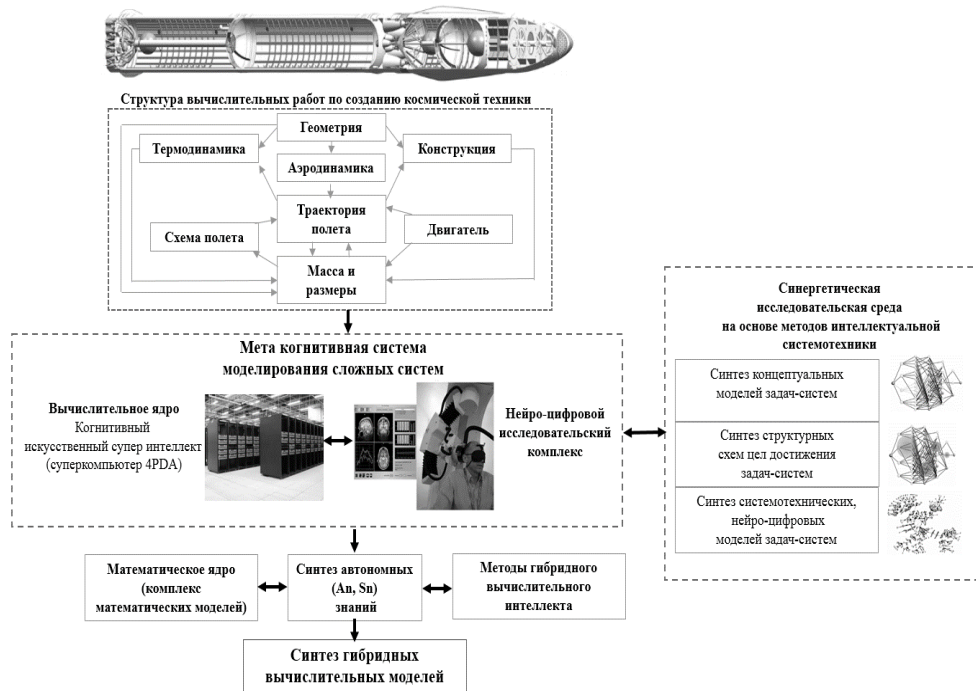 Структура вычислительных работ по созданию космической техники
Геометрия
Термодинамика
Конструкция
Аэродинамика
Траектория
полета
Схема полета
Двигатель
Масса и
размеры
Мета когнитивная система
моделирования сложных систем
Вычислительное ядро
Когнитивный
искусственный супер интеллект
(суперкомпьютер 4PDA)
Нейро-цифровой
исследовательский
комплекс
Синергетическая
исследовательская среда
на основе методов интеллектуальной
системотехники
Синтез концептуальных
моделей задач-систем
Синтез структурных
схем цел достижения
задач-систем
Синтез системотехнических,
нейро-цифровых
моделей задач-систем
Математическое ядро
(комплекс
математических моделей)
Синтез автономных
(An, Sn)
знаний
Методы гибридного
вычислительного
интеллекта
Синтез гибридных
вычислительных моделей